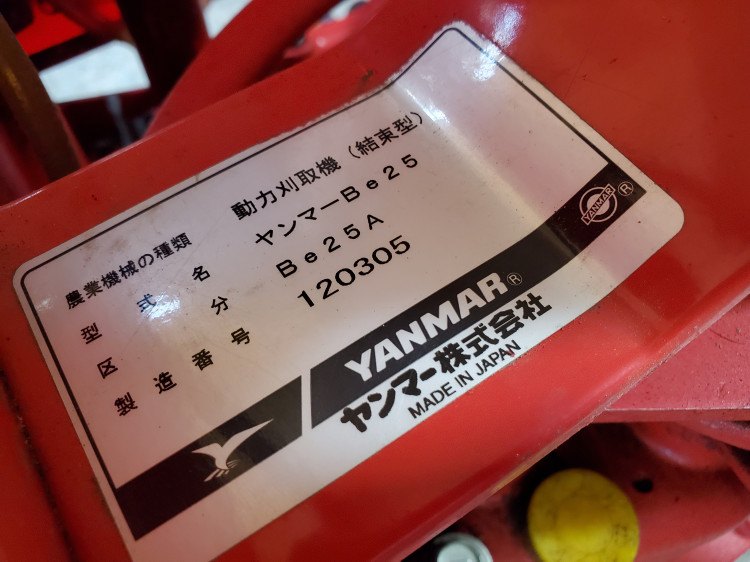 農業機械の種類 動力刈取機(結束型)
型式名 ヤンマーBe25
区分 Be25A
製造番号 120305
YANMAR®
YANMAR ®
ヤンマー株式会社
MADE IN JAPAN